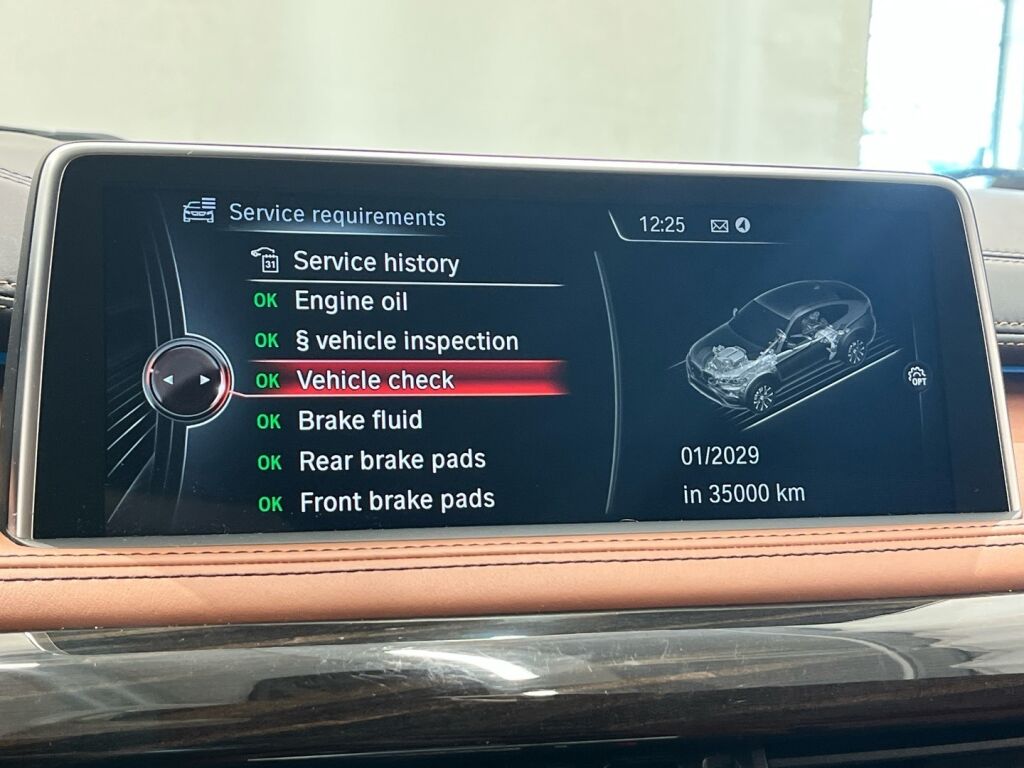 Service requirements
12:25
31 Service history
OK Engine oil
OK § vehicle inspection
OK Vehicle check
OK Brake fluid
OK Rear brake pads
OK Front brake pads
OPT
01/2029
in 35000 km